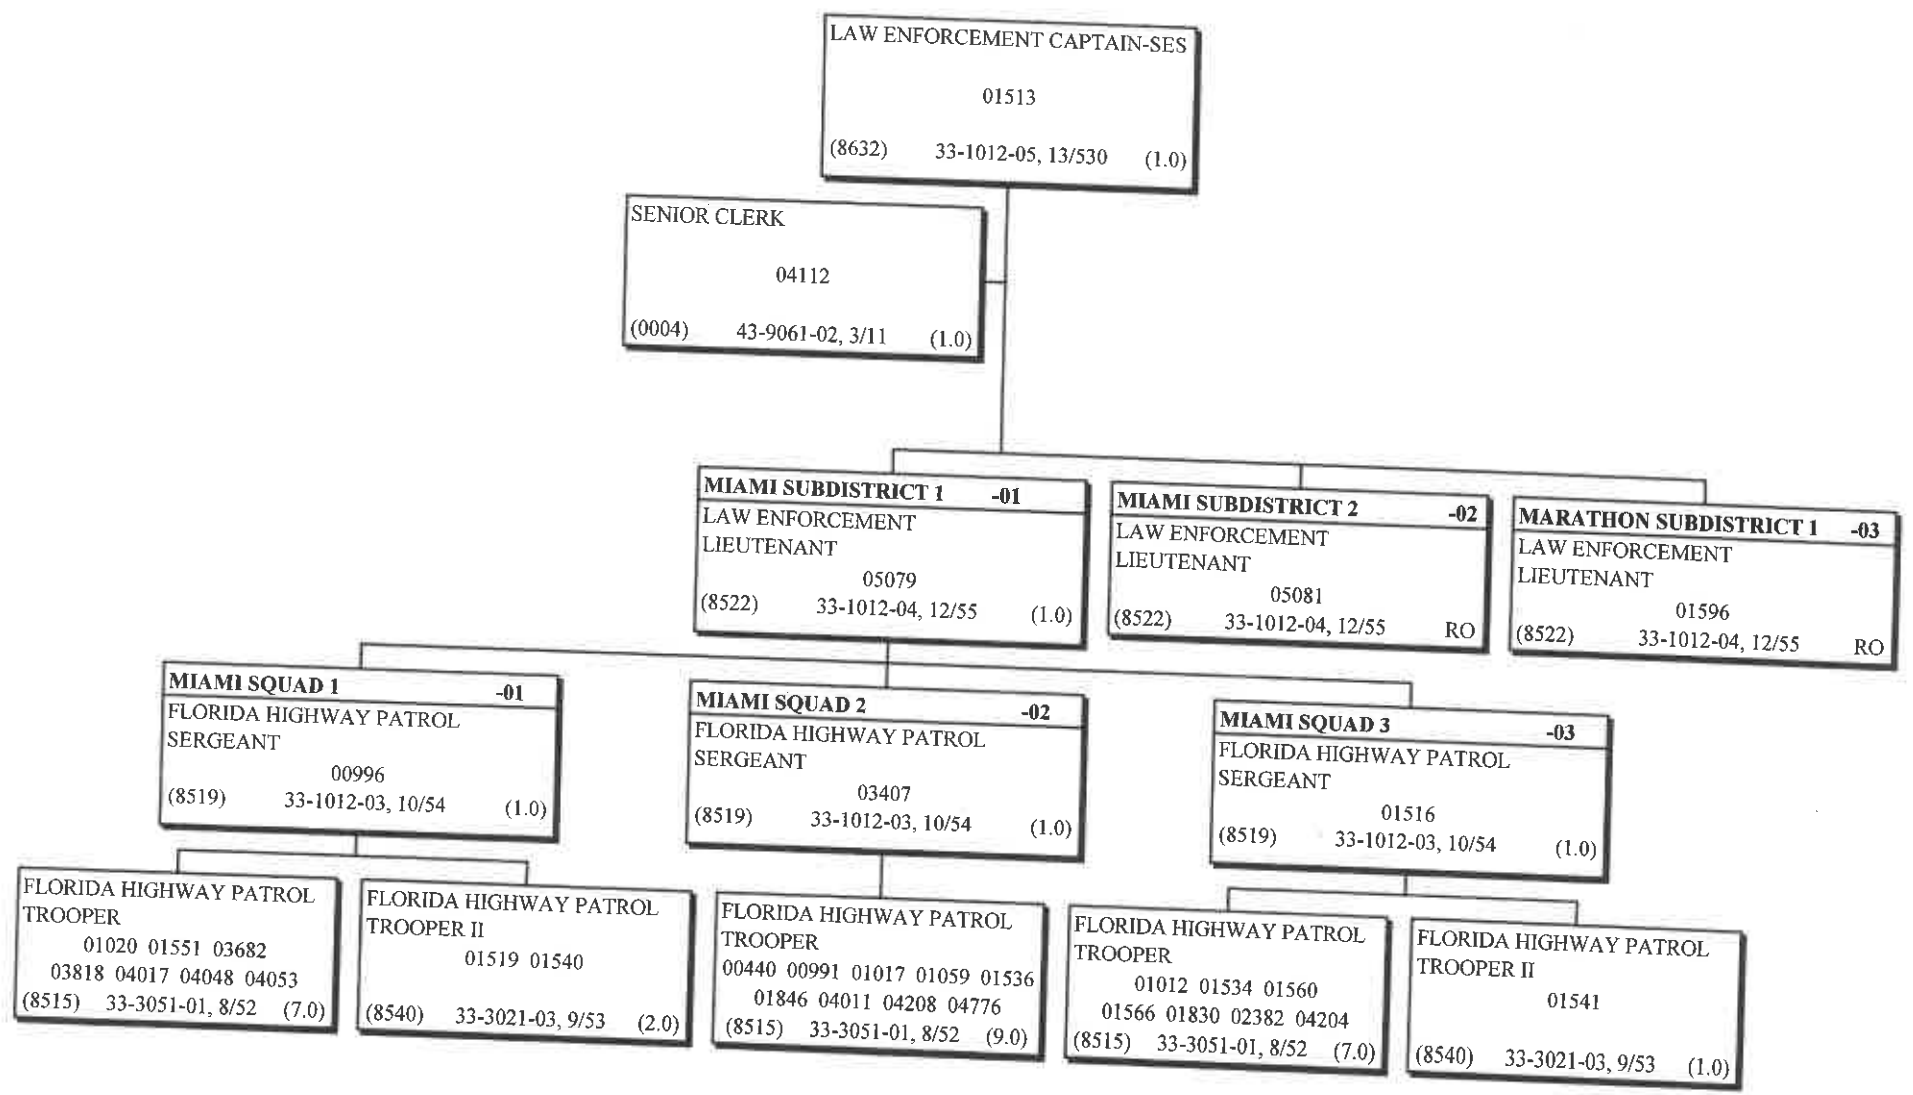 LAW ENFORCEMENT CAPTAIN-SES
01513
(8632) 33-1012-05, 13/530 (1.0)
SENIOR CLERK
04112
(0004) 43-9061-02, 3/11 (1.0)
MIAMI SUBDISTRICT 1 -01
LAW ENFORCEMENT
LIEUTENANT
05079
(8522) 33-1012-04, 12/55 (1.0)
MIAMI SUBDISTRICT 2 -02
LAW ENFORCEMENT
LIEUTENANT
05081
(8522) 33-1012-04, 12/55 RO
MARATHON SUBDISTRICT 1 -03
LAW ENFORCEMENT
LIEUTENANT
01596
(8522) 33-1012-04, 12/55 RO
MIAMI SQUAD 1 -01
FLORIDA HIGHWAY PATROL
SERGEANT
00996
(8519) 33-1012-03, 10/54 (1.0)
MIAMI SQUAD 2 -02
FLORIDA HIGHWAY PATROL
SERGEANT
03407
(8519) 33-1012-03, 10/54 (1.0)
MIAMI SQUAD 3 -03
FLORIDA HIGHWAY PATROL
SERGEANT
01516
(8519) 33-1012-03, 10/54 (1.0)
FLORIDA HIGHWAY PATROL
TROOPER
01020 01551 03682
03818 04017 04048 04053
(8515) 33-3051-01, 8/52 (7.0)
FLORIDA HIGHWAY PATROL
TROOPER II
01519 01540
(8540) 33-3021-03, 9/53 (2.0)
FLORIDA HIGHWAY PATROL
TROOPER
00440 00991 01017 01059 01536
01846 04011 04208 04776
(8515) 33-3051-01, 8/52 (9.0)
FLORIDA HIGHWAY PATROL
TROOPER
01012 01534 01560
01566 01830 02382 04204
(8515) 33-3051-01, 8/52 (7.0)
FLORIDA HIGHWAY PATROL
TROOPER II
01541
(8540) 33-3021-03, 9/53 (1.0)